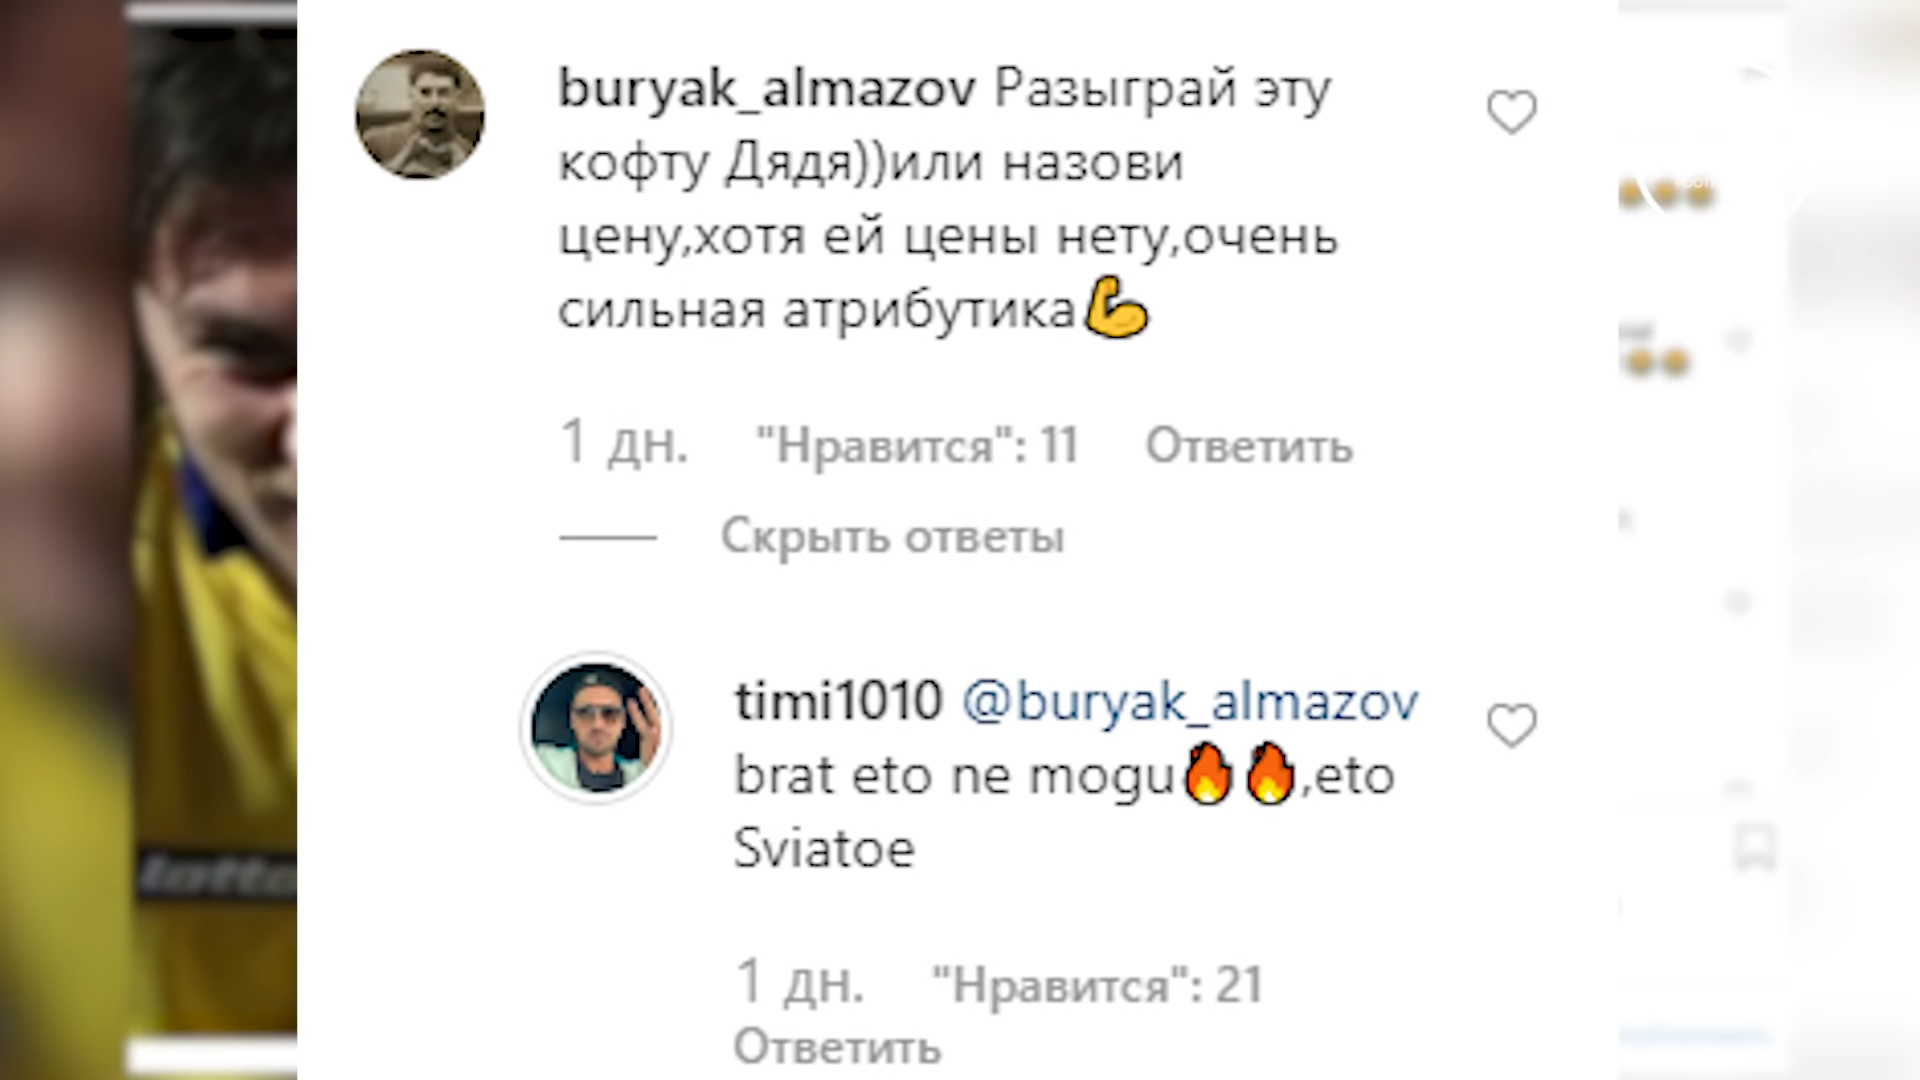 buryak_almazov Разыграй эту
кофту Дядя))или назови
цену,хотя ей цены нету,очень
сильная атрибутика💪
1 дн. "Нравится": 11 Ответить
Скрыть ответы
timi1010 @buryak_almazov
brat eto ne mogu🔥🔥,eto
Sviatoe
1 дн. "Нравится": 21
Ответить
lotto